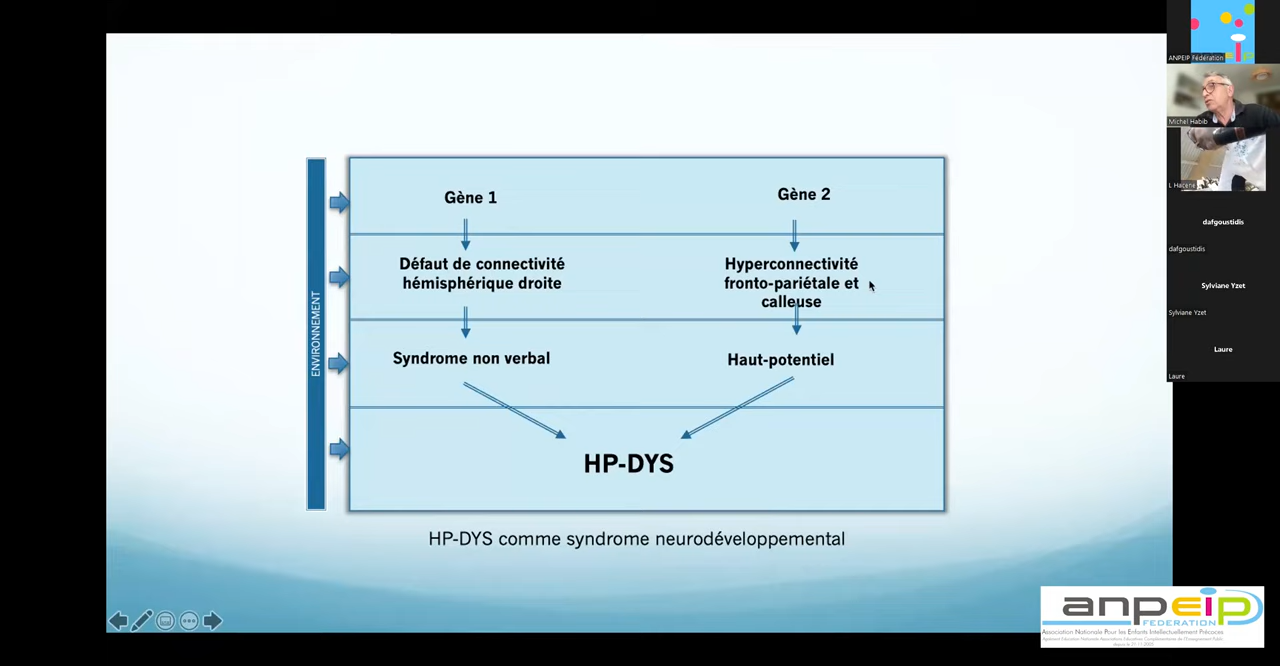 Gène 1
Gène 2
Défaut de connectivité
hémisphérique droite
Hyperconnectivité
fronto-pariétale et
calleuse
Syndrome non verbal
Haut-potentiel
HP-DYS
ENVIRONNEMENT
HP-DYS comme syndrome neurodéveloppemental
ANPEIP Fédération
Michel Habib
L Hacene
dafgoustidis
dafgoustidis
Sylviane Yzet
Sylviane Yzet
Laure
Laure
anpeip
FEDERATION
Association Nationale Pour les Enfants Intellectuellement Précoces